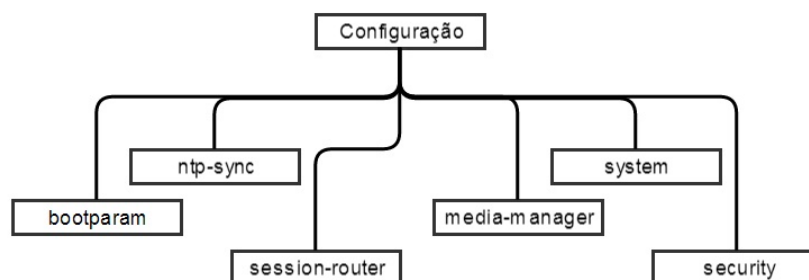 Configuração
ntp-sync
system
bootparam
media-manager
session-router
security